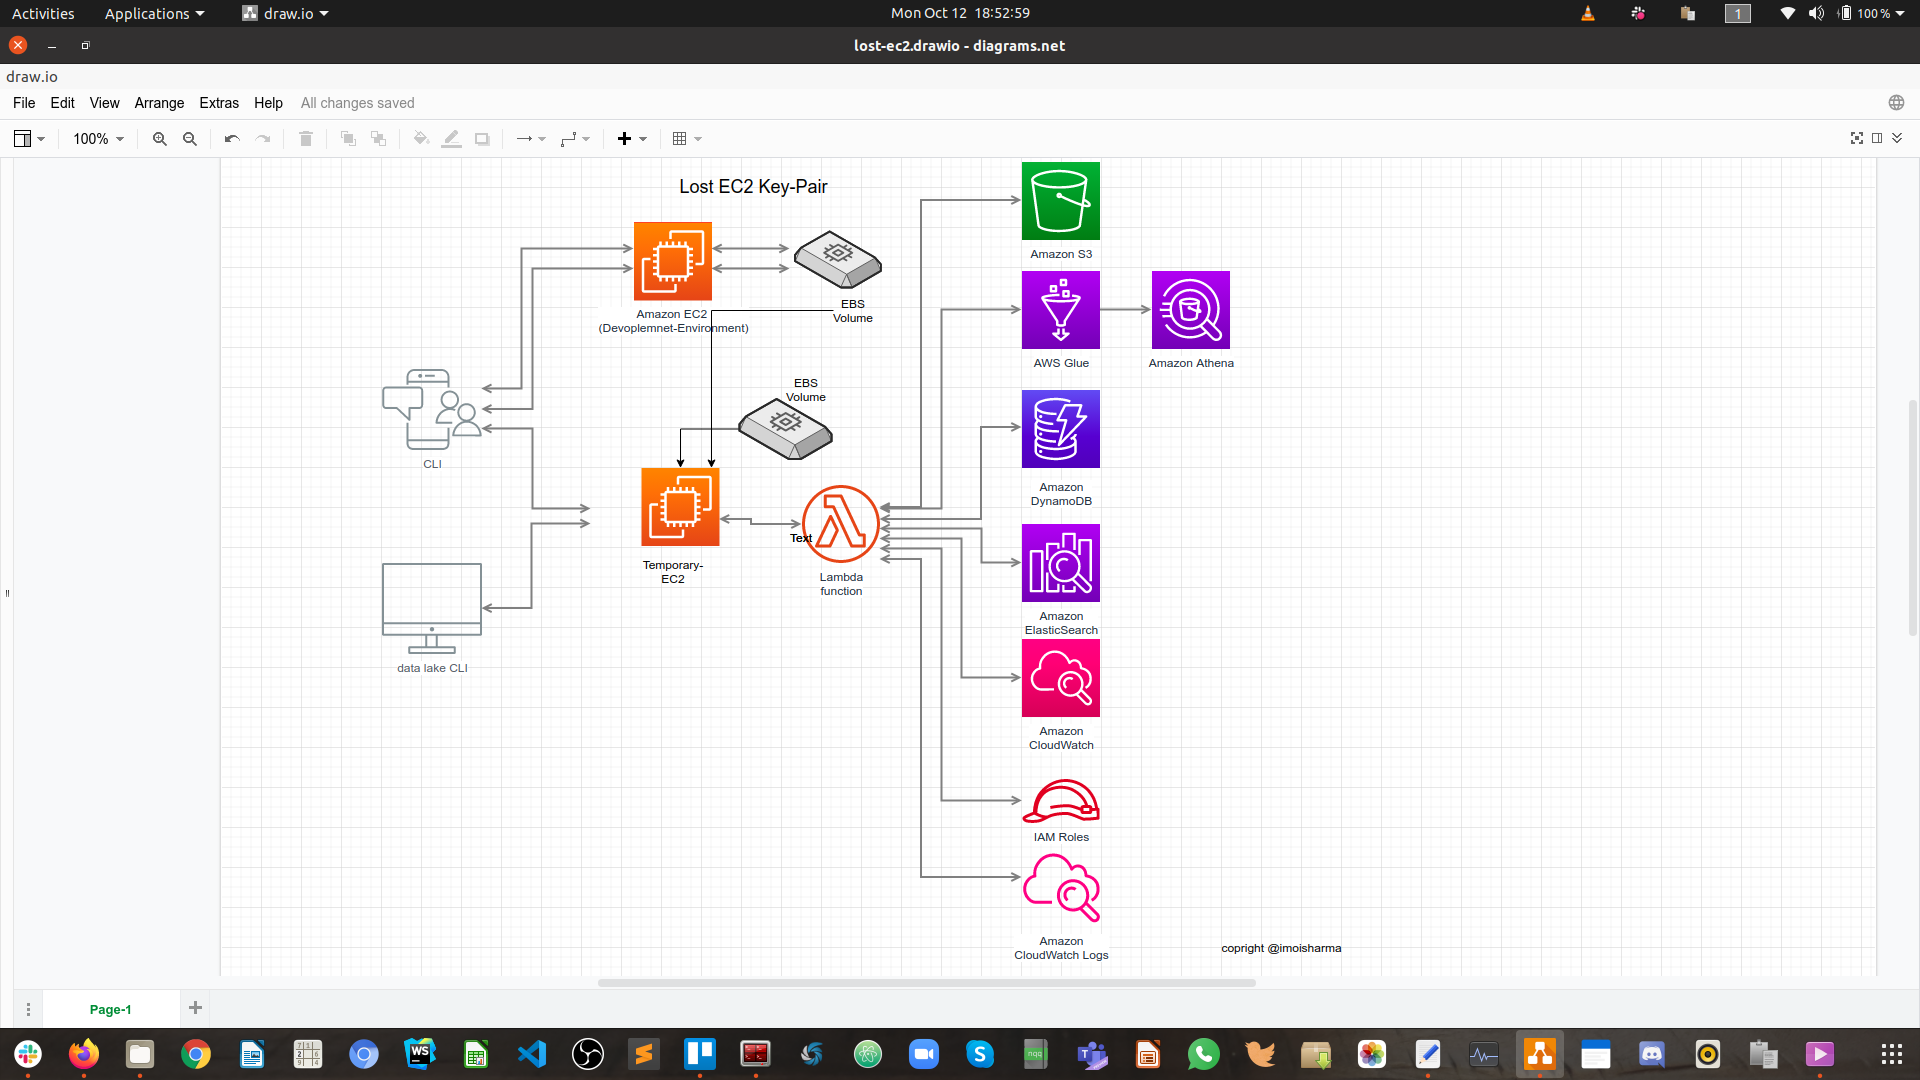 Activities
Applications
draw.io
Mon Oct 12 18:52:59
1
100 %
lost-ec2.drawio - diagrams.net
draw.io
File Edit View Arrange Extras Help All changes saved
100%
Lost EC2 Key-Pair
Amazon EC2
(Devoplemnet-Environment)
EBS
Volume
EBS
Volume
CLI
Temporary-
EC2
Text
Lambda
function
data lake CLI
Amazon S3
AWS Glue
Amazon Athena
Amazon
DynamoDB
Amazon
ElasticSearch
Amazon
CloudWatch
IAM Roles
Amazon
CloudWatch Logs
copright @imoisharma
Page-1
WS
nqq